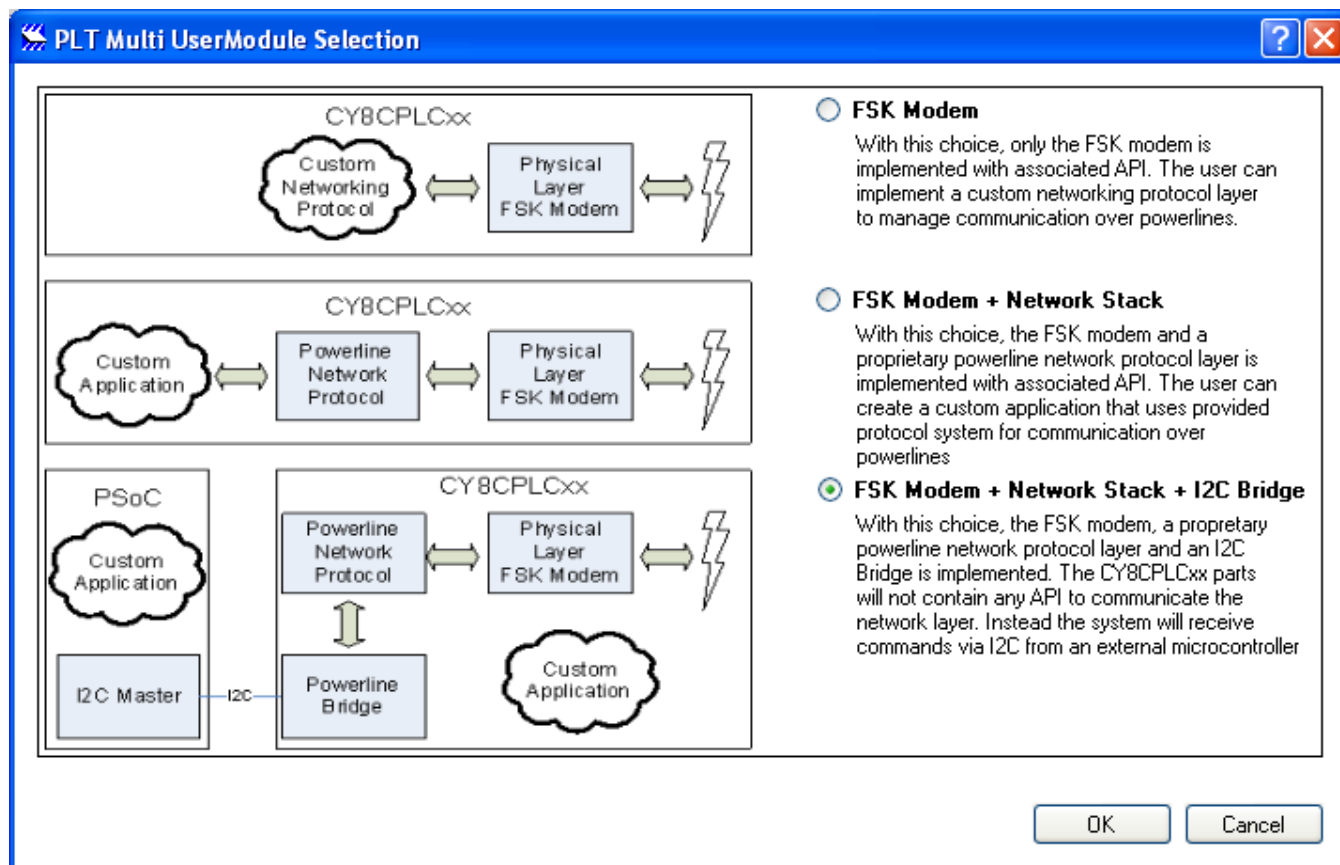 PLT Multi UserModule Selection
CY8CPLCxx
Custom
Networking
Protocol
Physical
Layer
FSK Modem
FSK Modem
With this choice, only the FSK modem is
implemented with associated API. The user can
implement a custom networking protocol layer
to manage communication over powerlines.
CY8CPLCxx
Custom
Application
Powerline
Network
Protocol
Physical
Layer
FSK Modem
FSK Modem + Network Stack
With this choice, the FSK modem and a
proprietary powerline network protocol layer is
implemented with associated API. The user can
create a custom application that uses provided
protocol system for communication over
powerlines
PSoC
Custom
Application
I2C Master
I2C
CY8CPLCxx
Powerline
Network
Protocol
Physical
Layer
FSK Modem
Powerline
Bridge
Custom
Application
FSK Modem + Network Stack + I2C Bridge
With this choice, the FSK modem, a propretary
powerline network protocol layer and an I2C
Bridge is implemented. The CY8CPLCxx parts
will not contain any API to communicate the
network layer. Instead the system will receive
commands via I2C from an external microcontroller
OK
Cancel